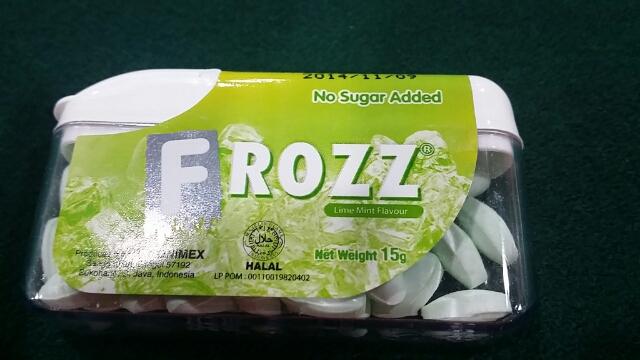 2014/11/09
No Sugar Added
FROZZ®
Lime Mint Flavour
Net Weight 15g
HALAL
LP POM : 00110019820402
57192
Java, Indonesia